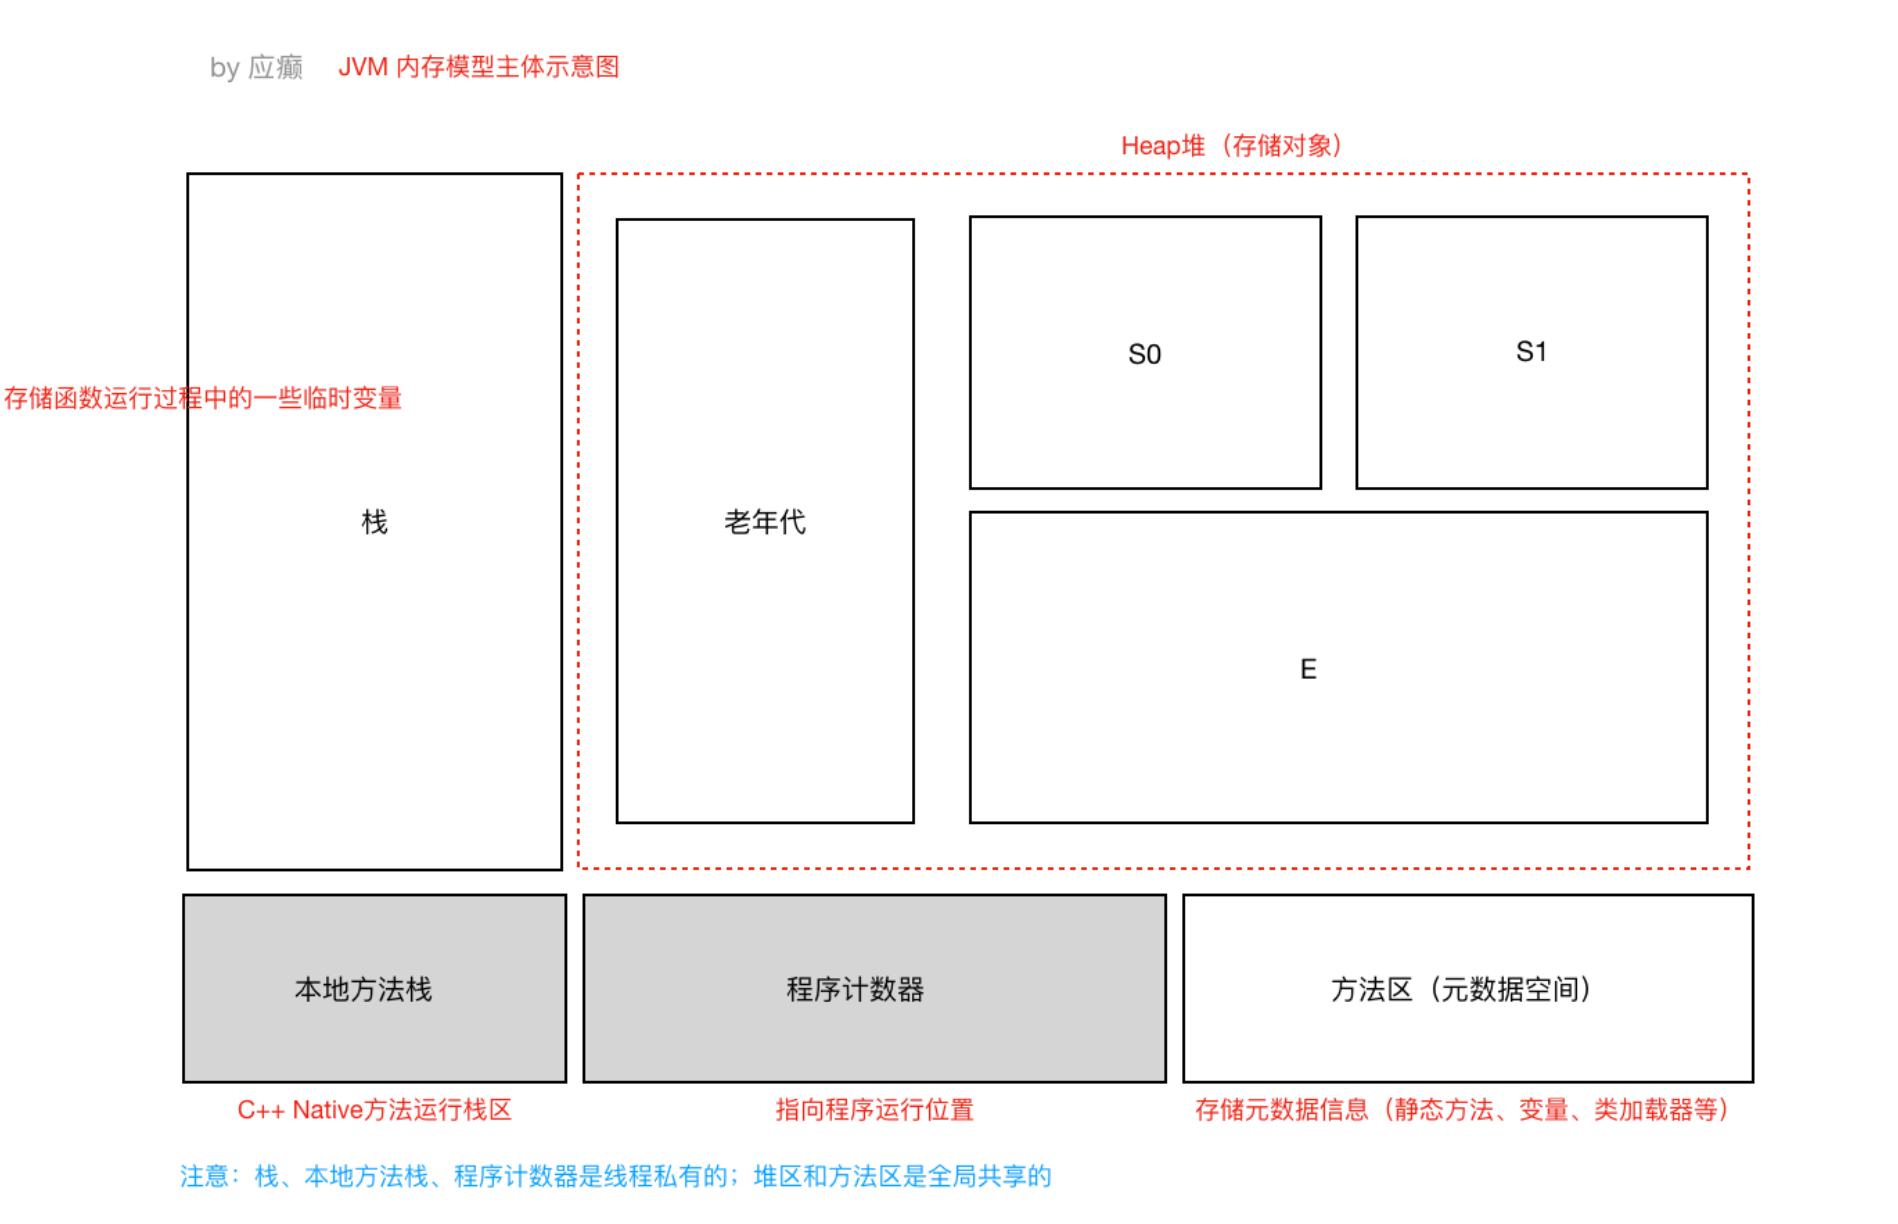 by 应癫 JVM 内存模型主体示意图
Heap堆（存储对象）
S0
S1
存储函数运行过程中的一些临时变量
栈
老年代
E
本地方法栈
程序计数器
方法区（元数据空间）
C++ Native方法运行栈区
指向程序运行位置
存储元数据信息（静态方法、变量、类加载器等）
注意：栈、本地方法栈、程序计数器是线程私有的；堆区和方法区是全局共享的